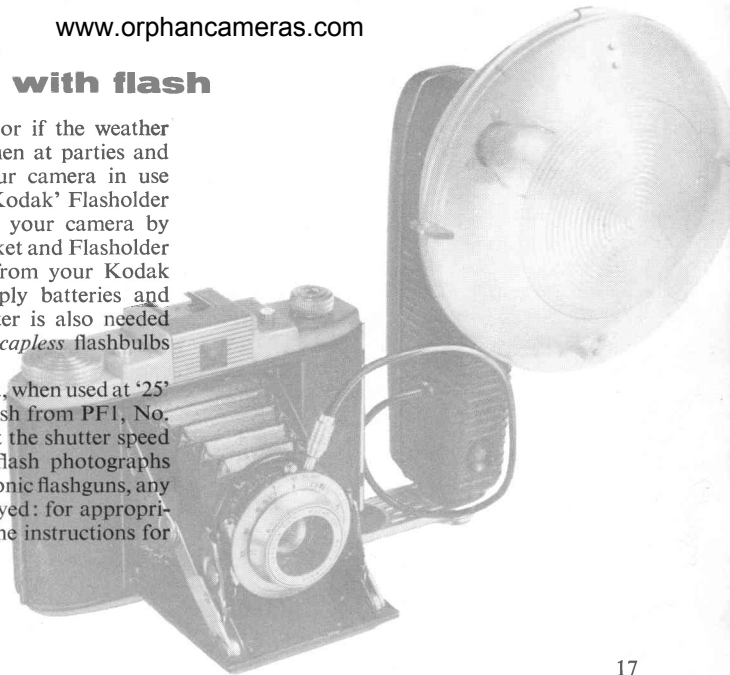 www.orphancameras.com
with flash
or if the weather
en at parties and
ur camera in use
Kodak’ Flasholder
your camera by
ket and Flasholder
from your Kodak
ply batteries and
ter is also needed
capless flashbulbs
., when used at ‘25’
sh from PF1, No.
t the shutter speed
flash photographs
onic flashguns, any
yed: for appropri-
ne instructions for
17